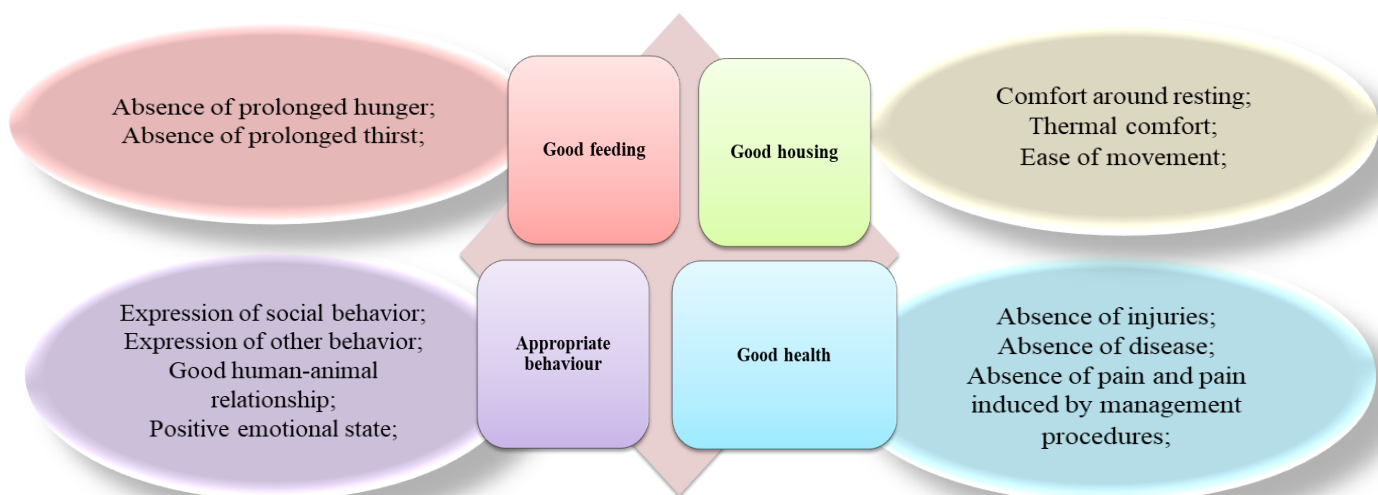 Absence of prolonged hunger;
Absence of prolonged thirst;
Good feeding
Good housing
Comfort around resting;
Thermal comfort;
Ease of movement;
Expression of social behavior;
Expression of other behavior;
Good human-animal
relationship;
Positive emotional state;
Appropriate
behaviour
Good health
Absence of injuries;
Absence of disease;
Absence of pain and pain
induced by management
procedures;